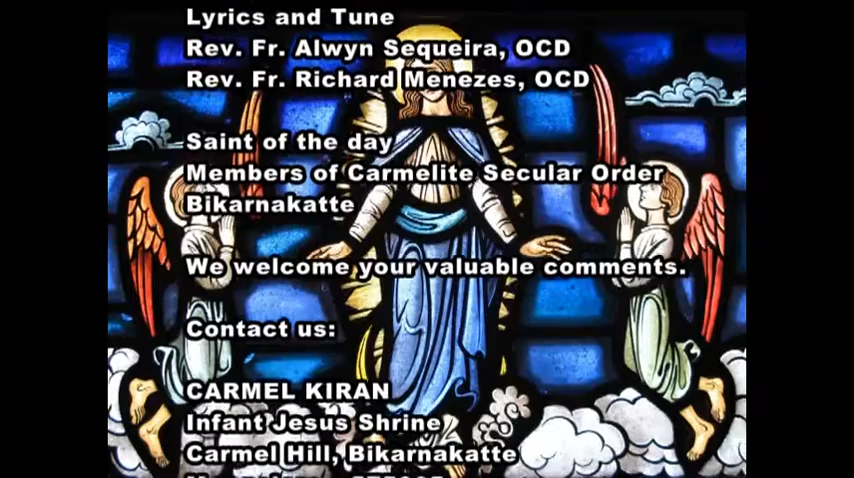 Lyrics and Tune
Rev. Fr. Alwyn Sequeira, OCD
Rev. Fr. Richard Menezes, OCD
Saint of the day
Members of Carmelite Secular Order
Bikarnakatte
We welcome your valuable comments.
Contact us:
CARMEL KIRAN
Infant Jesus Shrine
Carmel Hill, Bikarnakatte